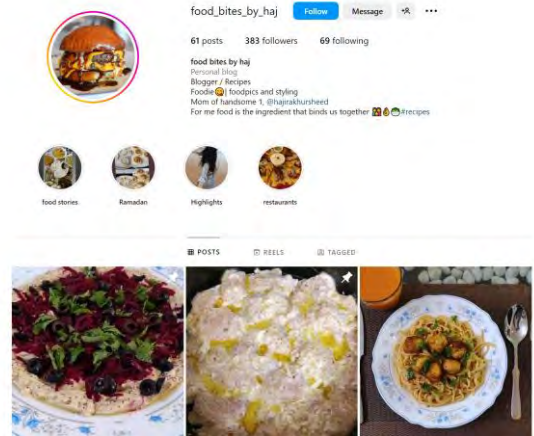 food_bites_by_haj Follow Message
61 posts 383 followers 69 following
food bites by haj
Personal blog
Blogger / Recipes
Foodie😋| foodpics and styling
Mom of handsome 1, @hajirakhursheed
For me food is the ingredient that binds us together #recipes
food stories Ramadan Highlights restaurants
POSTS REELS TAGGED